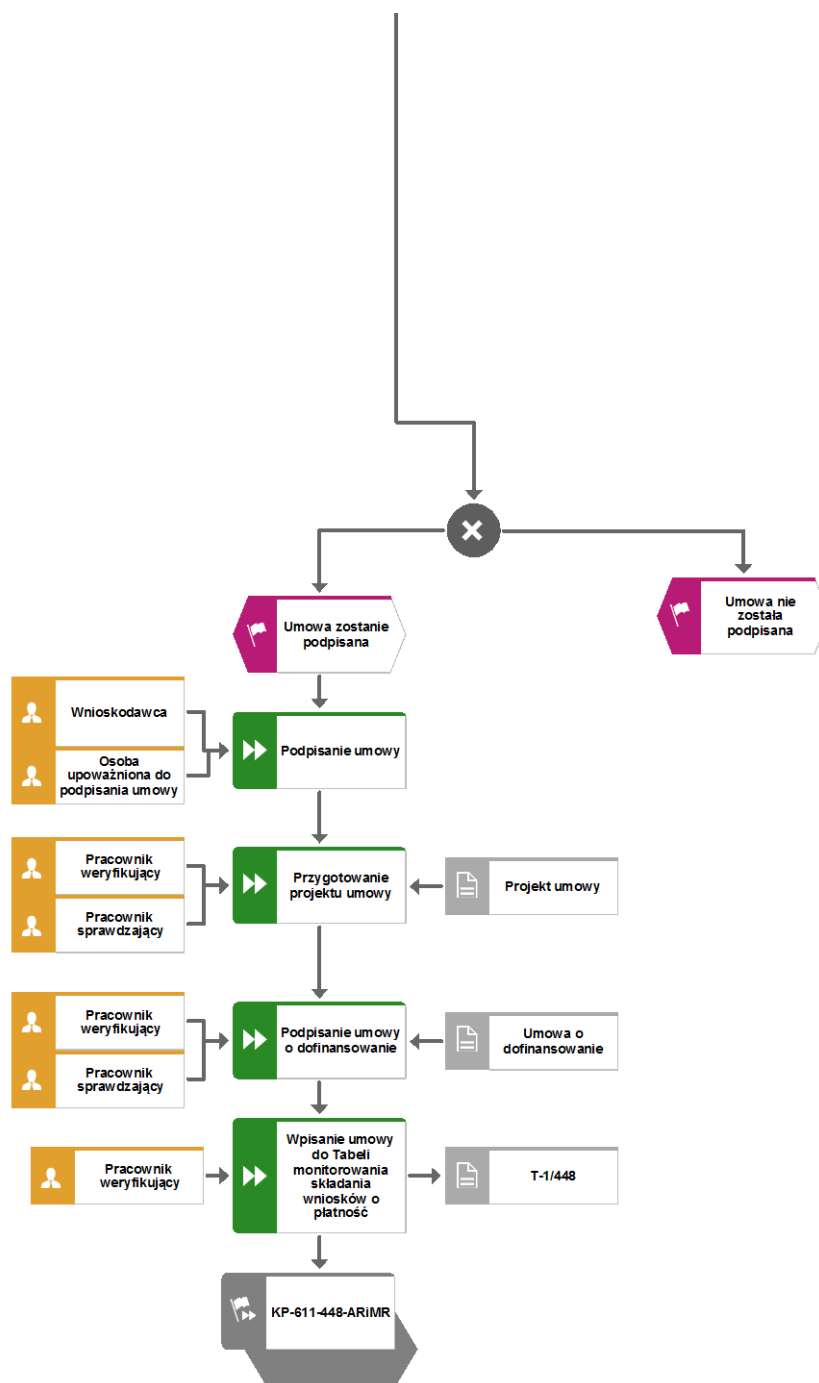 Umowa zostanie
podpisana
Umowa nie
została
podpisana
Wnioskodawca
Osoba
upoważniona do
podpisania umowy
Podpisanie umowy
Pracownik
weryfikujący
Pracownik
sprawdzający
Przygotowanie
projektu umowy
Projekt umowy
Pracownik
weryfikujący
Pracownik
sprawdzający
Podpisanie umowy
o dofinansowanie
Umowa o
dofinansowanie
Pracownik
weryfikujący
Wpisanie umowy
do Tabeli
monitorowania
składania
wniosków o
płatność
T-1/448
KP-611-448-ARiMR